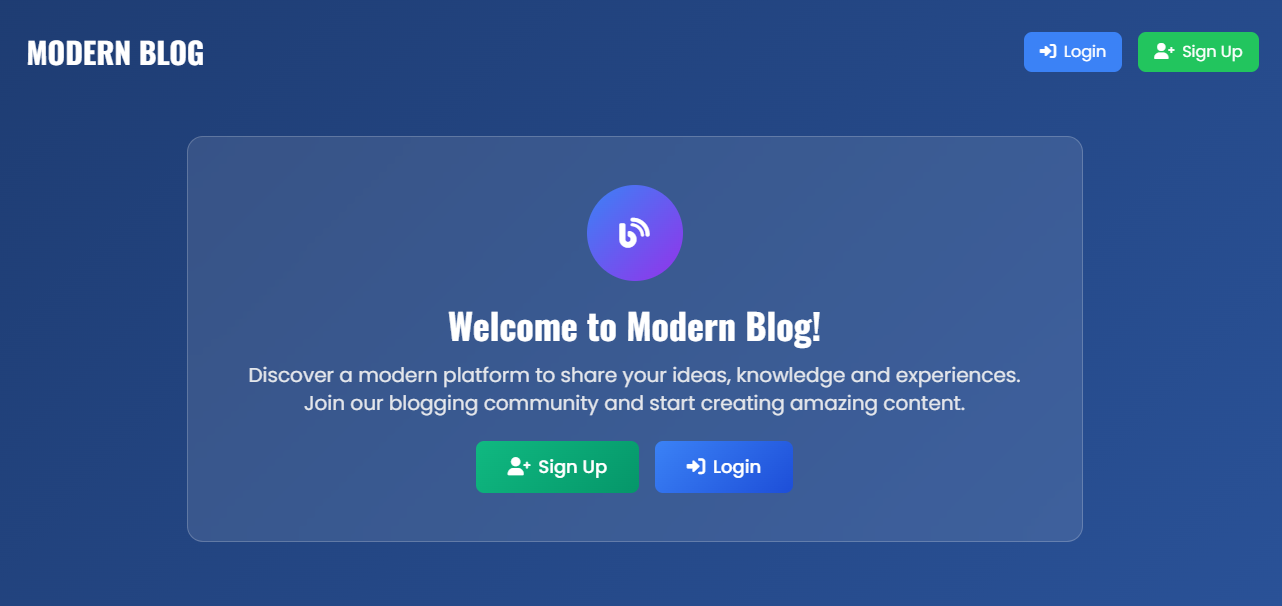 MODERN BLOG
Login
Sign Up
Welcome to Modern Blog!
Discover a modern platform to share your ideas, knowledge and experiences.
Join our blogging community and start creating amazing content.
Sign Up
Login